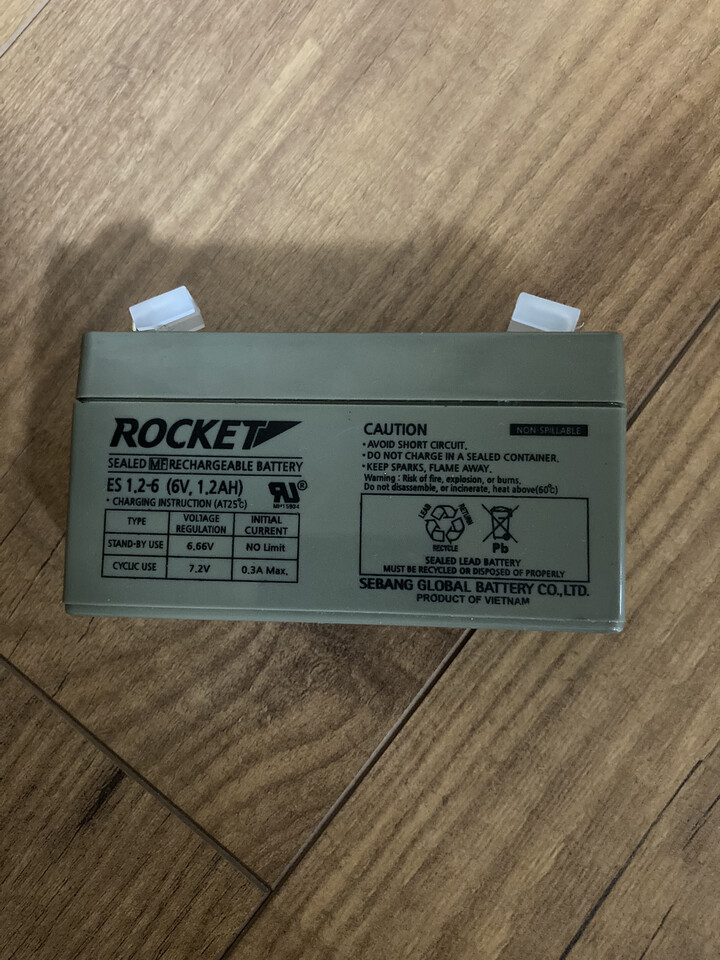 ROCKET
SEALED MF RECHARGEABLE BATTERY
ES 1.2-6 (6V, 1.2AH)
• CHARGING INSTRUCTION (AT25℃)
TYPE VOLTAGE REGULATION INITIAL CURRENT
STAND-BY USE 6.66V NO Limit
CYCLIC USE 7.2V 0.3A Max.
CAUTION NON-SPILLABLE
• AVOID SHORT CIRCUIT.
• DO NOT CHARGE IN A SEALED CONTAINER.
• KEEP SPARKS, FLAME AWAY.
Warning : Risk of fire, explosion, or burns.
Do not disassemble, or incinerate, heat above(60℃)
LEAD RETURN
RECYCLE Pb
SEALED LEAD BATTERY
MUST BE RECYCLED OR DISPOSED OF PROPERLY
SEBANG GLOBAL BATTERY CO.,LTD.
PRODUCT OF VIETNAM